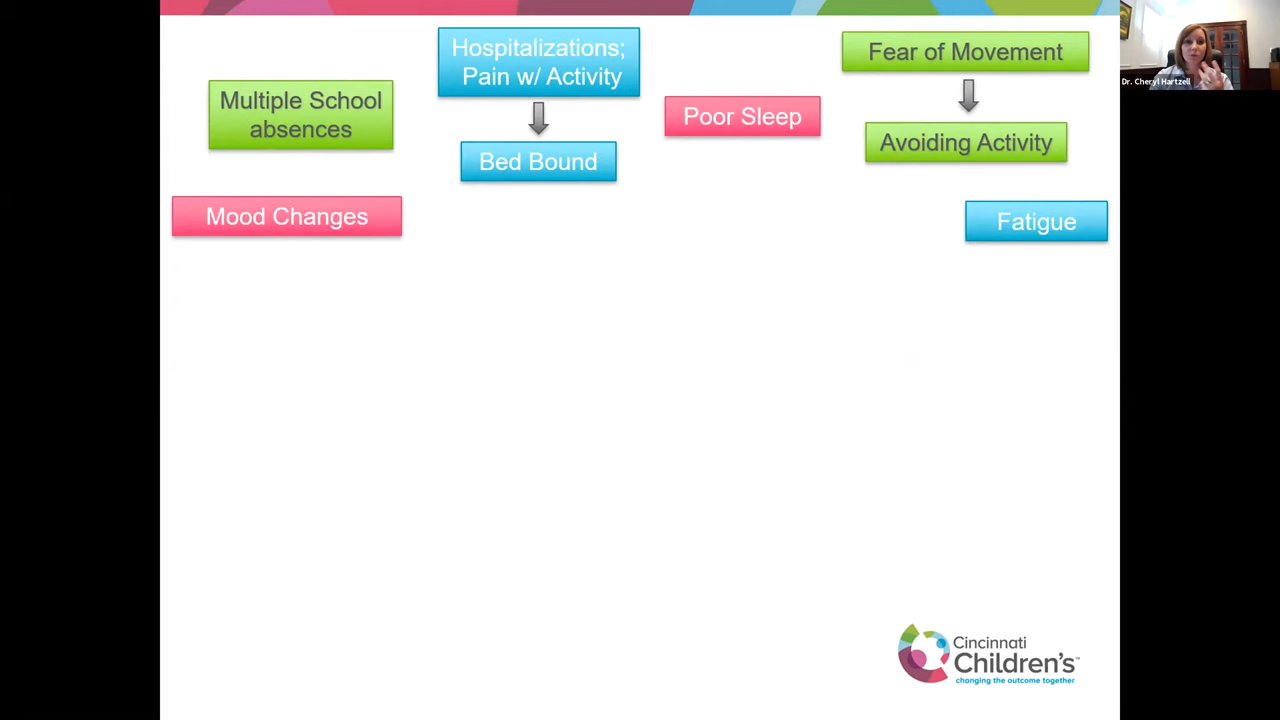 Hospitalizations;
Pain w/ Activity
Fear of Movement
Dr. Cheryl Hartzell
Multiple School
absences
Poor Sleep
Avoiding Activity
Bed Bound
Mood Changes
Fatigue
Cincinnati
Children's™
changing the outcome together